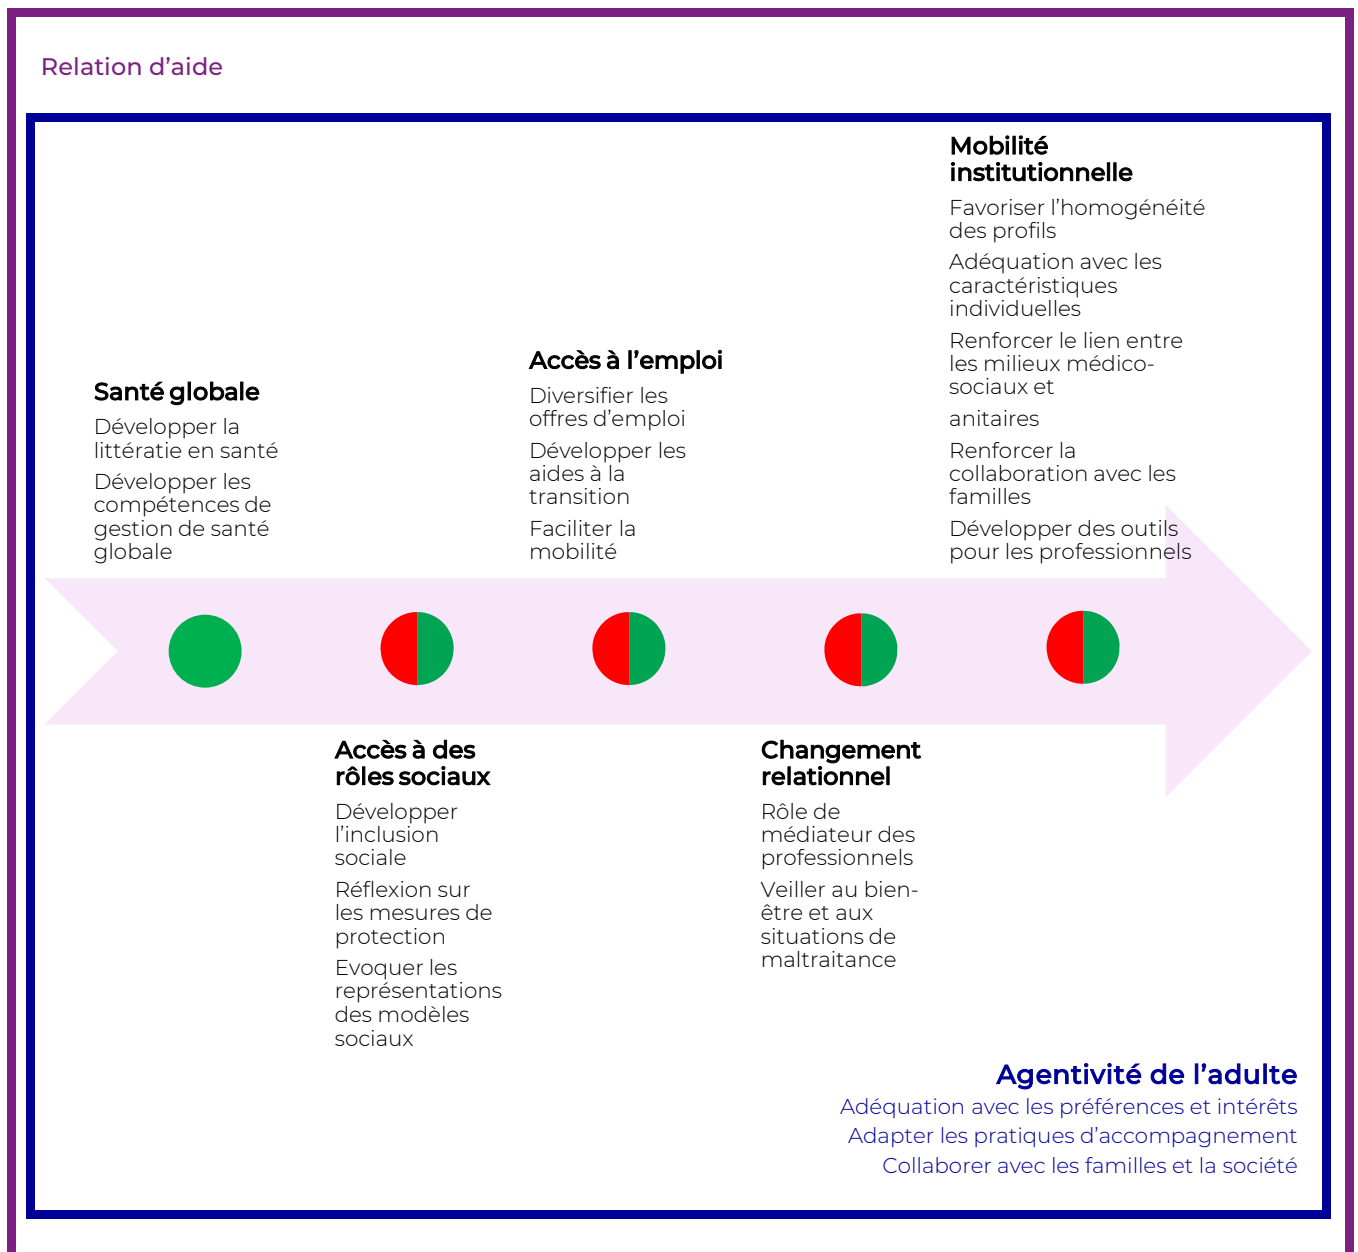 Relation d’aide
Mobilité
institutionnelle
Favoriser l’homogénéité
des profils
Adéquation avec les
caractéristiques
individuelles
Renforcer le lien entre
les milieux médico-
sociaux et
anitaires
Renforcer la
collaboration avec les
familles
Développer des outils
pour les professionnels
Accès à l’emploi
Diversifier les
offres d’emploi
Développer les
aides à la
transition
Faciliter la
mobilité
Santé globale
Développer la
littératie en santé
Développer les
compétences de
gestion de santé
globale
Accès à des
rôles sociaux
Développer
l’inclusion
sociale
Réflexion sur
les mesures de
protection
Evoquer les
représentations
des modèles
sociaux
Changement
relationnel
Rôle de
médiateur des
professionnels
Veiller au bien-
être et aux
situations de
maltraitance
Agentivité de l’adulte
Adéquation avec les préférences et intérêts
Adapter les pratiques d’accompagnement
Collaborer avec les familles et la société